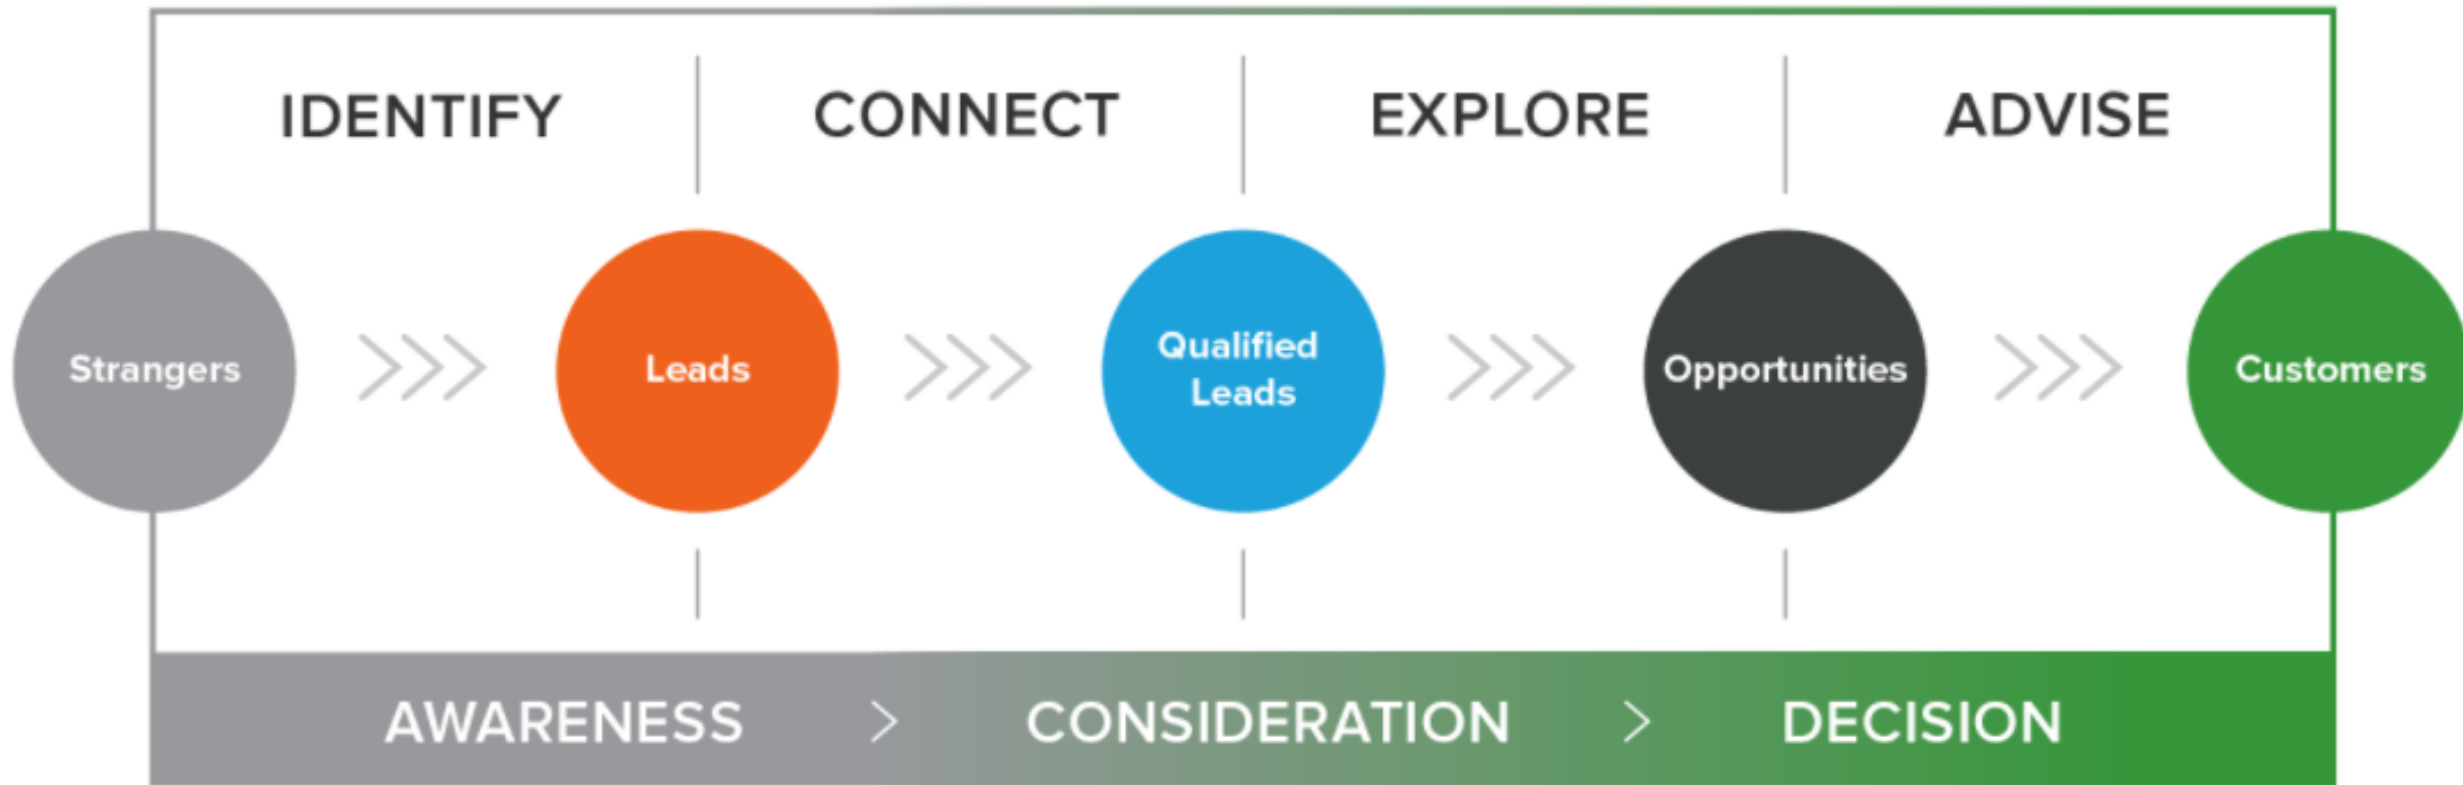 IDENTIFY
CONNECT
EXPLORE
ADVISE
Strangers
Leads
Qualified
Leads
Opportunities
Customers
AWARENESS > CONSIDERATION > DECISION